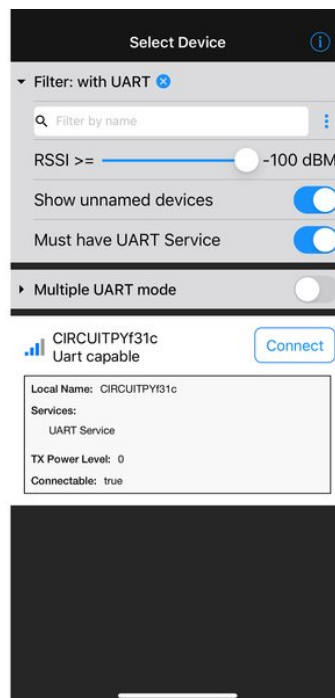 Select Device
Filter: with UART
Filter by name
RSSI >= -100 dBM
Show unnamed devices
Must have UART Service
Multiple UART mode
CIRCUITPYf31c
Uart capable
Connect
Local Name: CIRCUITPYf31c
Services:
UART Service
TX Power Level: 0
Connectable: true